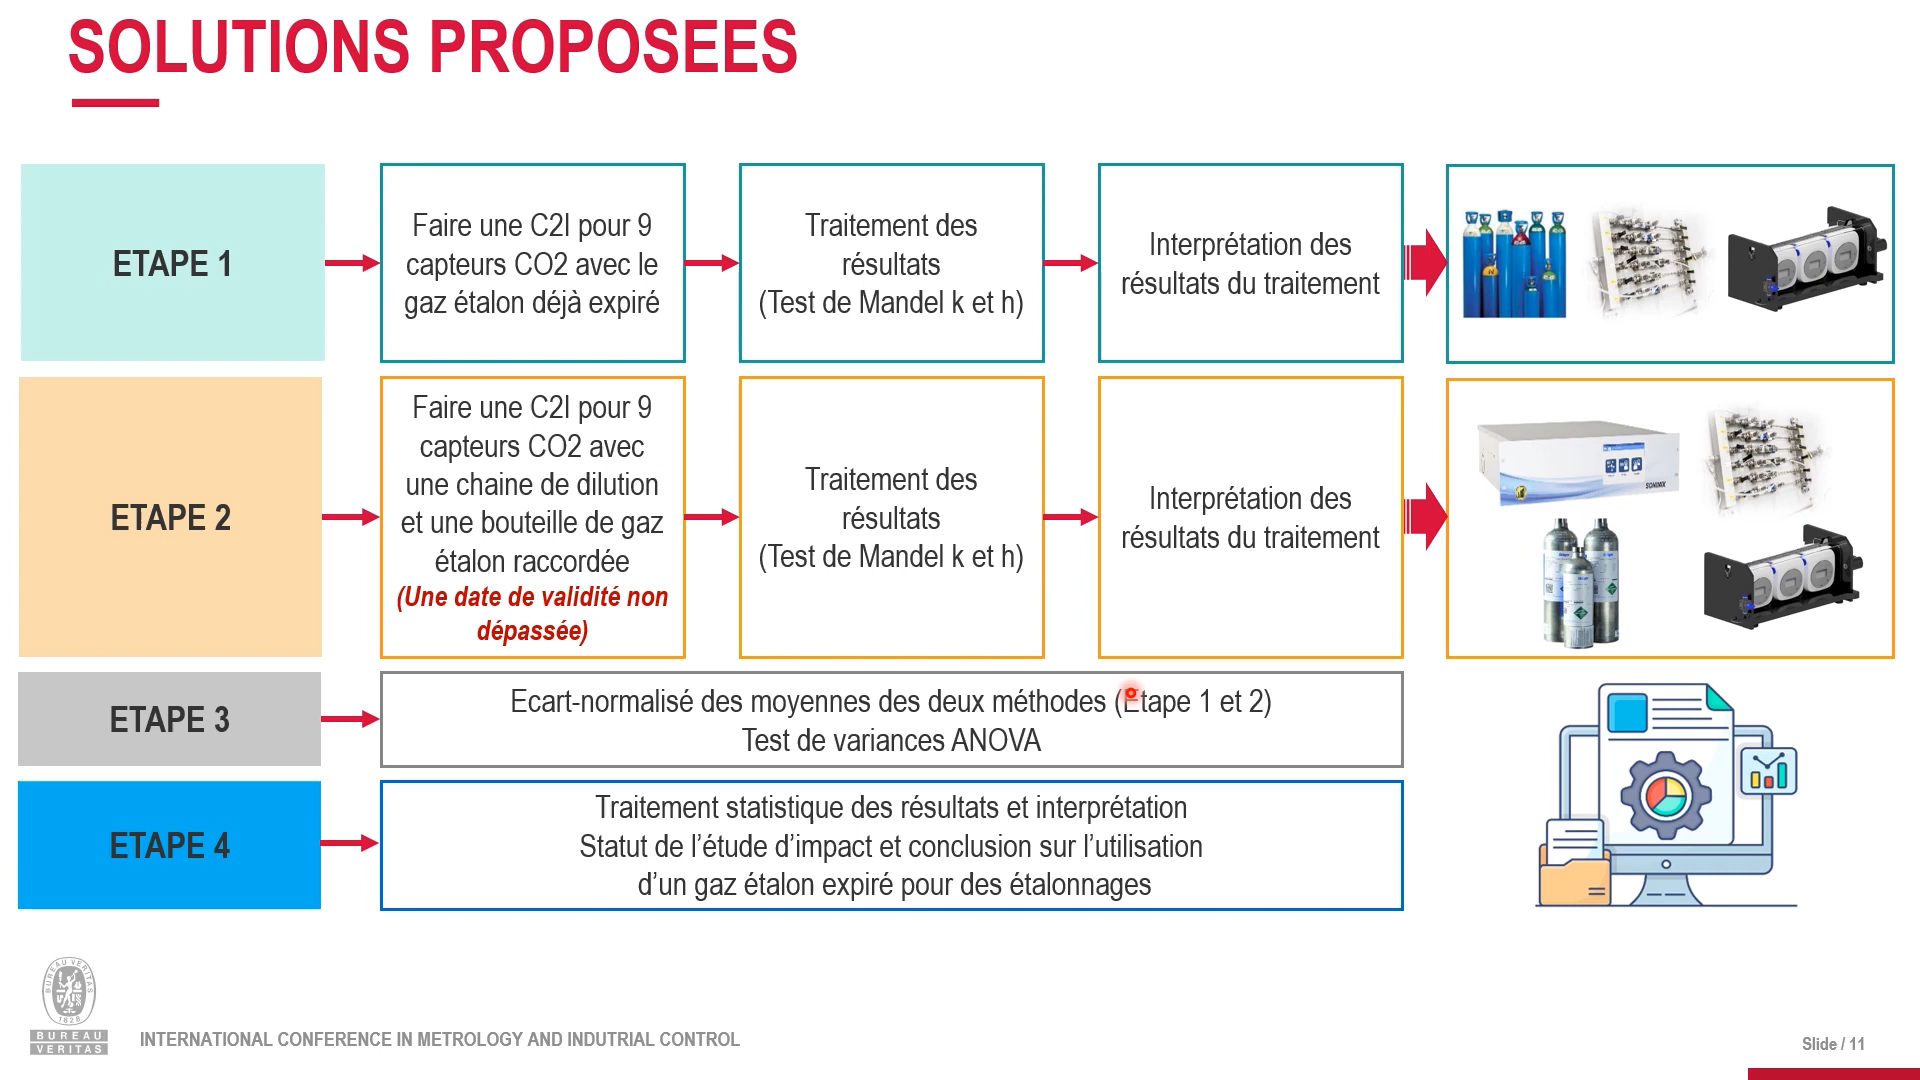 SOLUTIONS PROPOSEES
ETAPE 1
Faire une C2I pour 9
capteurs CO2 avec le
gaz étalon déjà expiré
Traitement des
résultats
(Test de Mandel k et h)
Interprétation des
résultats du traitement
ETAPE 2
Faire une C2I pour 9
capteurs CO2 avec
une chaine de dilution
et une bouteille de gaz
étalon raccordée
(Une date de validité non
dépassée)
Traitement des
résultats
(Test de Mandel k et h)
Interprétation des
résultats du traitement
SONIMIX
ETAPE 3
Ecart-normalisé des moyennes des deux méthodes (Etape 1 et 2)
Test de variances ANOVA
ETAPE 4
Traitement statistique des résultats et interprétation
Statut de l’étude d’impact et conclusion sur l’utilisation
d’un gaz étalon expiré pour des étalonnages
BUREAU VERITAS
1828
BUREAU
VERITAS
INTERNATIONAL CONFERENCE IN METROLOGY AND INDUTRIAL CONTROL
Slide / 11